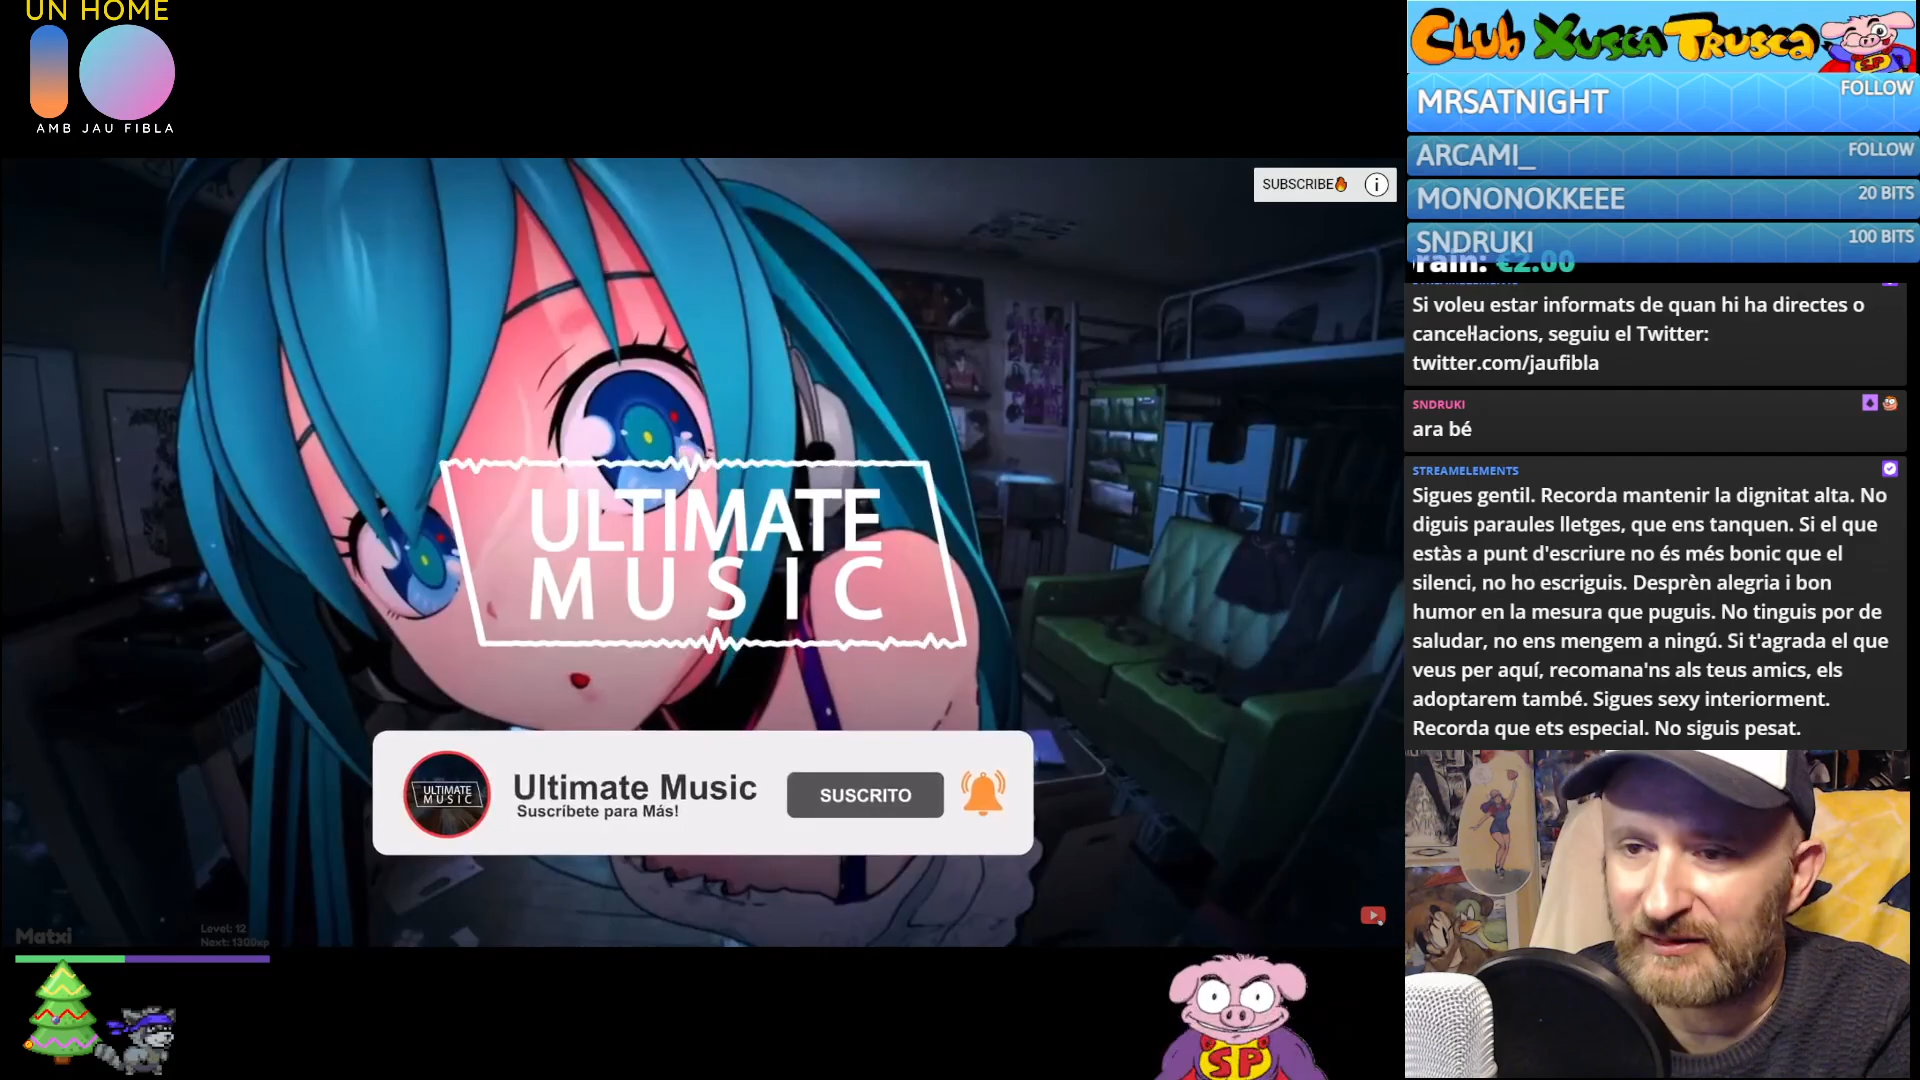 UN HOME
10
AMB JAU FIBLA
SUBSCRIBE
ULTIMATE
MUSIC
ULTIMATE
MUSIC
Ultimate Music
Suscríbete para Más!
SUSCRITO
Matxi
Level: 12
Next: 1300xp
SP
Club Xusca Trusca
SP
MRSATNIGHT FOLLOW
ARCAMI_ FOLLOW
MONONOKKEEE 20 BITS
SNDRUKI 100 BITS
rain: €2.00
STREAMELEMENTS
Si voleu estar informats de quan hi ha directes o
canceŀlacions, seguiu el Twitter:
twitter.com/jaufibla
SNDRUKI
ara bé
STREAMELEMENTS
Sigues gentil. Recorda mantenir la dignitat alta. No
diguis paraules lletges, que ens tanquen. Si el que
estàs a punt d'escriure no és més bonic que el
silenci, no ho escriguis. Desprèn alegria i bon
humor en la mesura que puguis. No tinguis por de
saludar, no ens mengem a ningú. Si t'agrada el que
veus per aquí, recomana'ns als teus amics, els
adoptarem també. Sigues sexy interiorment.
Recorda que ets especial. No siguis pesat.